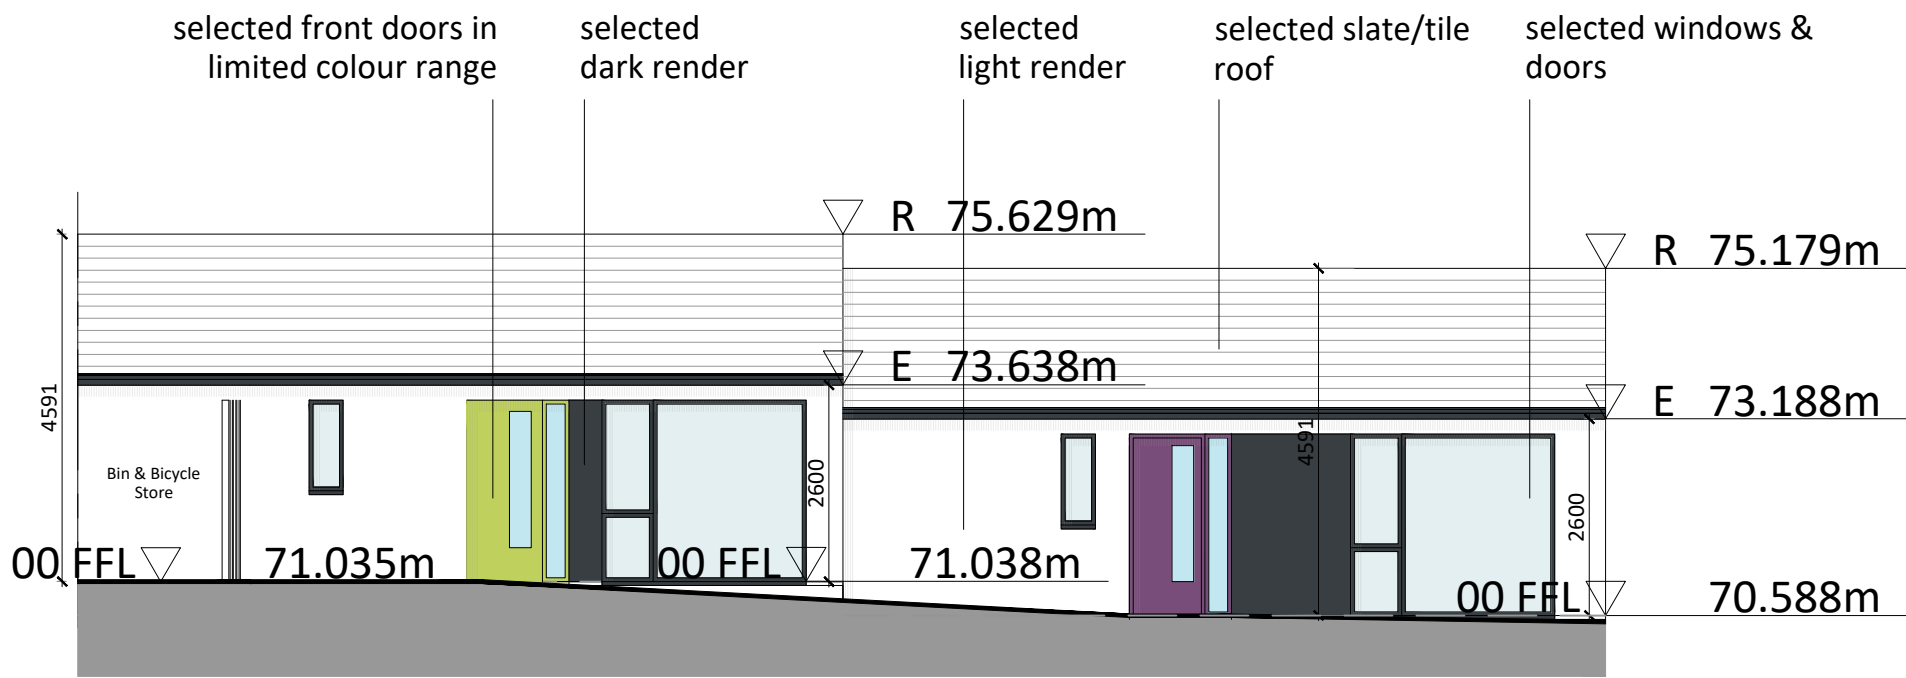 selected front doors in
limited colour range
selected
dark render
selected
light render
selected slate/tile
roof
selected windows &
doors
R 75.629m
R 75.179m
E 73.638m
E 73.188m
4591
4591
2600
2600
Bin & Bicycle
Store
00 FFL 71.035m
00 FFL 71.038m
00 FFL 70.588m